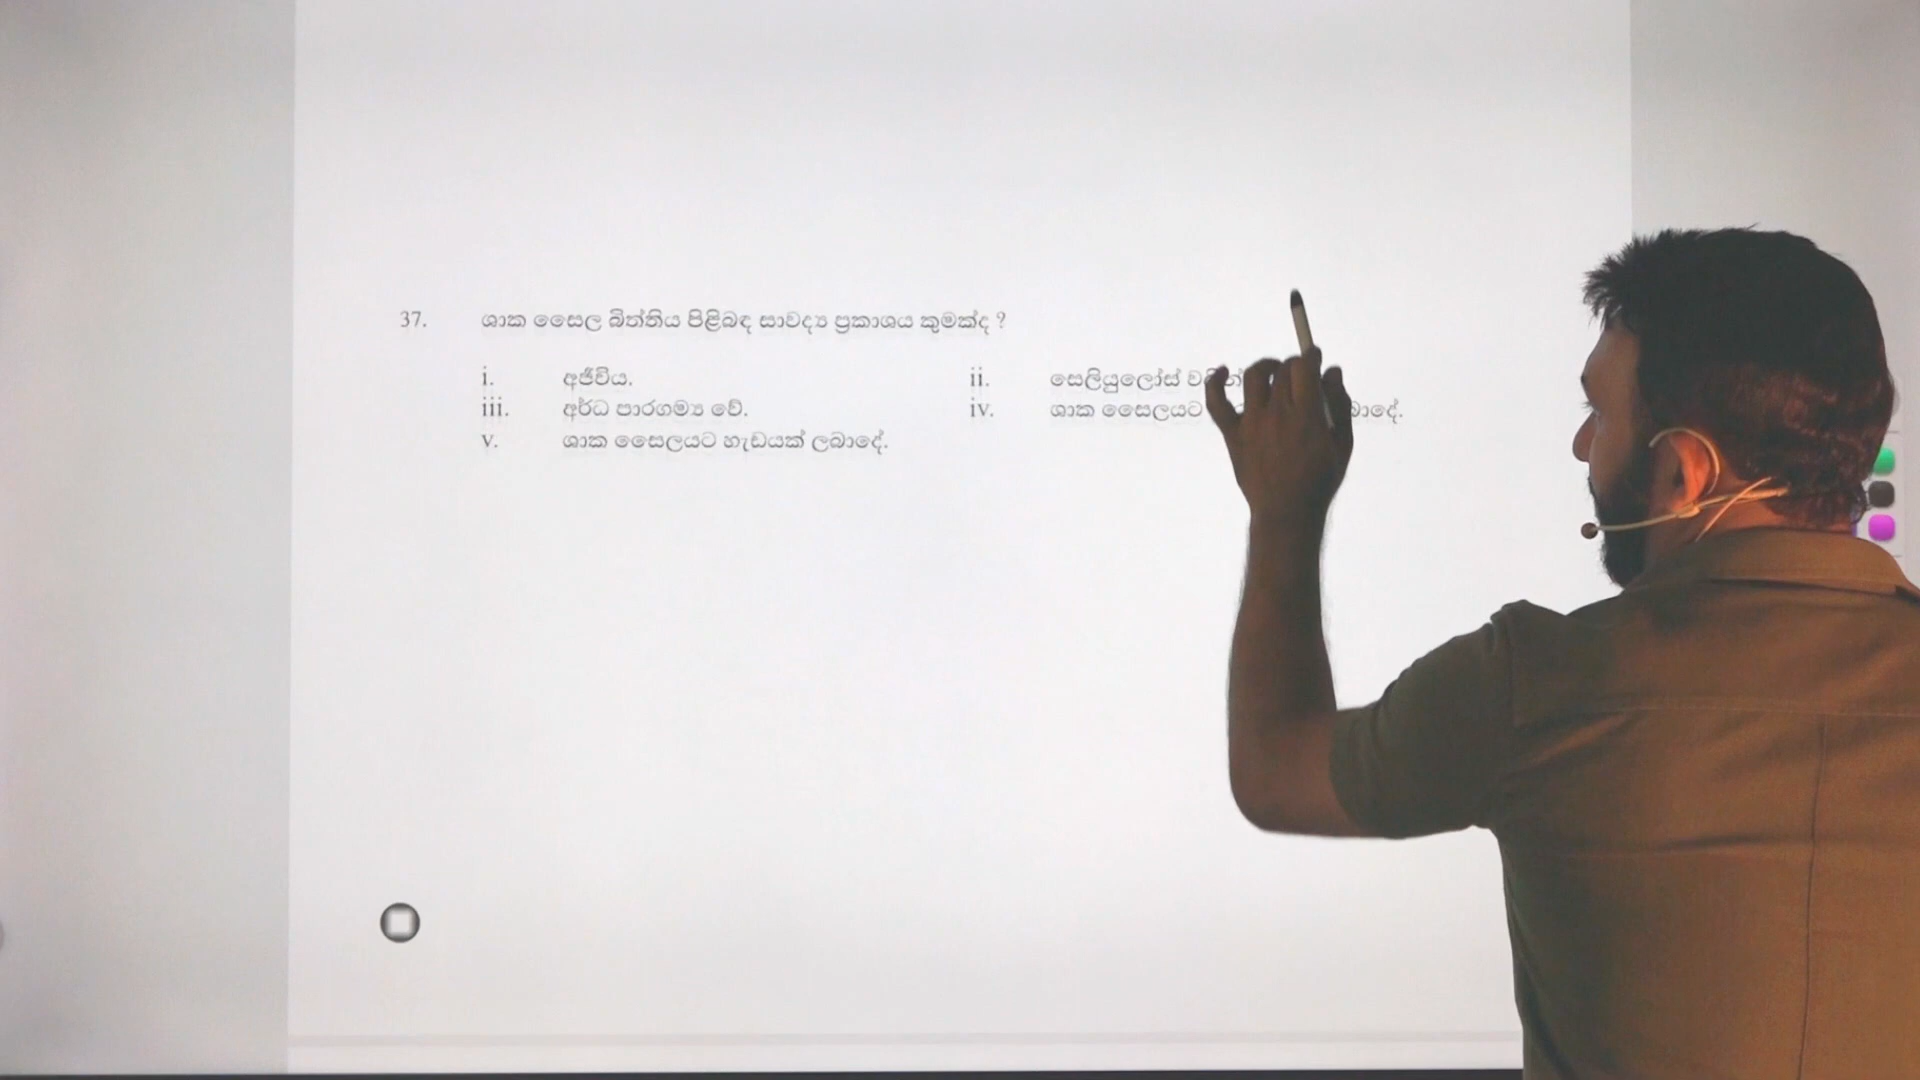 37. ශාක සෛල බිත්තිය පිළිබඳ සාවද්‍ය ප්‍රකාශය කුමක්ද ?
i. අජීවීය. ii. සෙලියුලෝස්
iii. අර්ධ පාරගම්‍ය වේ. iv. ශාක සෛලයට
v. ශාක සෛලයට හැඩයක් ලබාදේ.